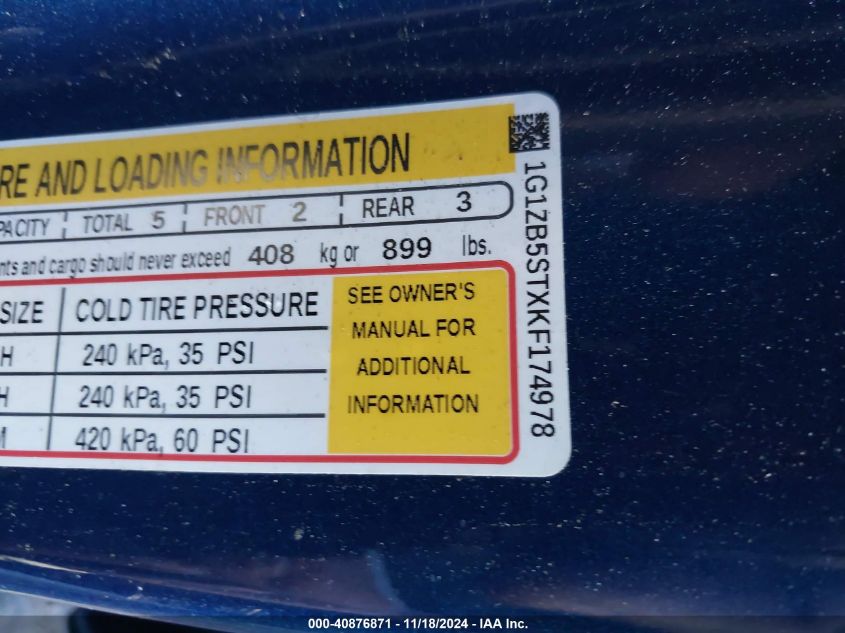 RE AND LOADING INFORMATION
PACITY TOTAL 5 FRONT 2 REAR 3
nts and cargo should never exceed 408 kg or 899 lbs.
SIZE COLD TIRE PRESSURE
H 240 kPa, 35 PSI
H 240 kPa, 35 PSI
M 420 kPa, 60 PSI
SEE OWNER'S
MANUAL FOR
ADDITIONAL
INFORMATION
1G1ZB5STXKF174978
000-40876871 - 11/18/2024 - IAA Inc.